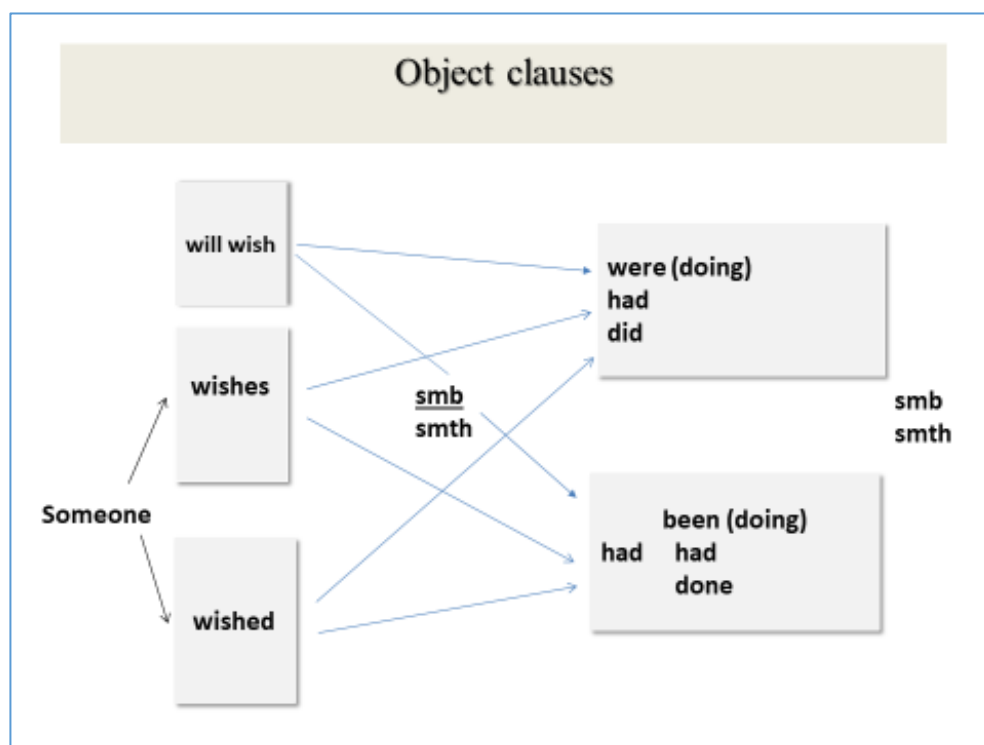 Object clauses
will wish
were (doing)
had
did
wishes
smb
smth
smb
smth
Someone
been (doing)
had had
done
wished